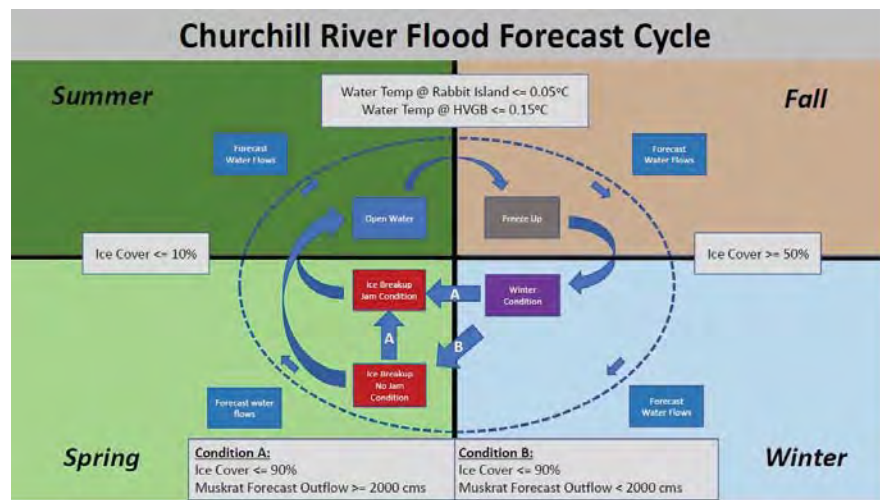 Churchill River Flood Forecast Cycle
Summer
Water Temp @ Rabbit Island <= 0.05ºC
Water Temp @ HVGB <= 0.15ºC
Fall
Forecast
Water Flows
Forecast
Water Flows
Open Water
Freeze Up
Ice Cover <= 10%
Ice Cover >= 50%
Ice Breakup
Jam Condition
A
Winter
Condition
A
B
Ice Breakup
No Jam
Condition
Forecast water
flows
Forecast
Water Flows
Spring
Condition A:
Ice Cover <= 90%
Muskrat Forecast Outflow >= 2000 cms
Condition B:
Ice Cover <= 90%
Muskrat Forecast Outflow < 2000 cms
Winter